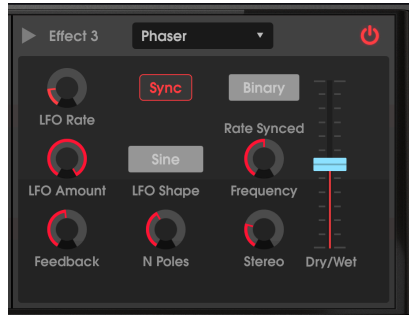 Effect 3
Phaser
Sync
Binary
LFO Rate
Rate Synced
Sine
LFO Amount
LFO Shape
Frequency
Feedback
N Poles
Stereo
Dry/Wet